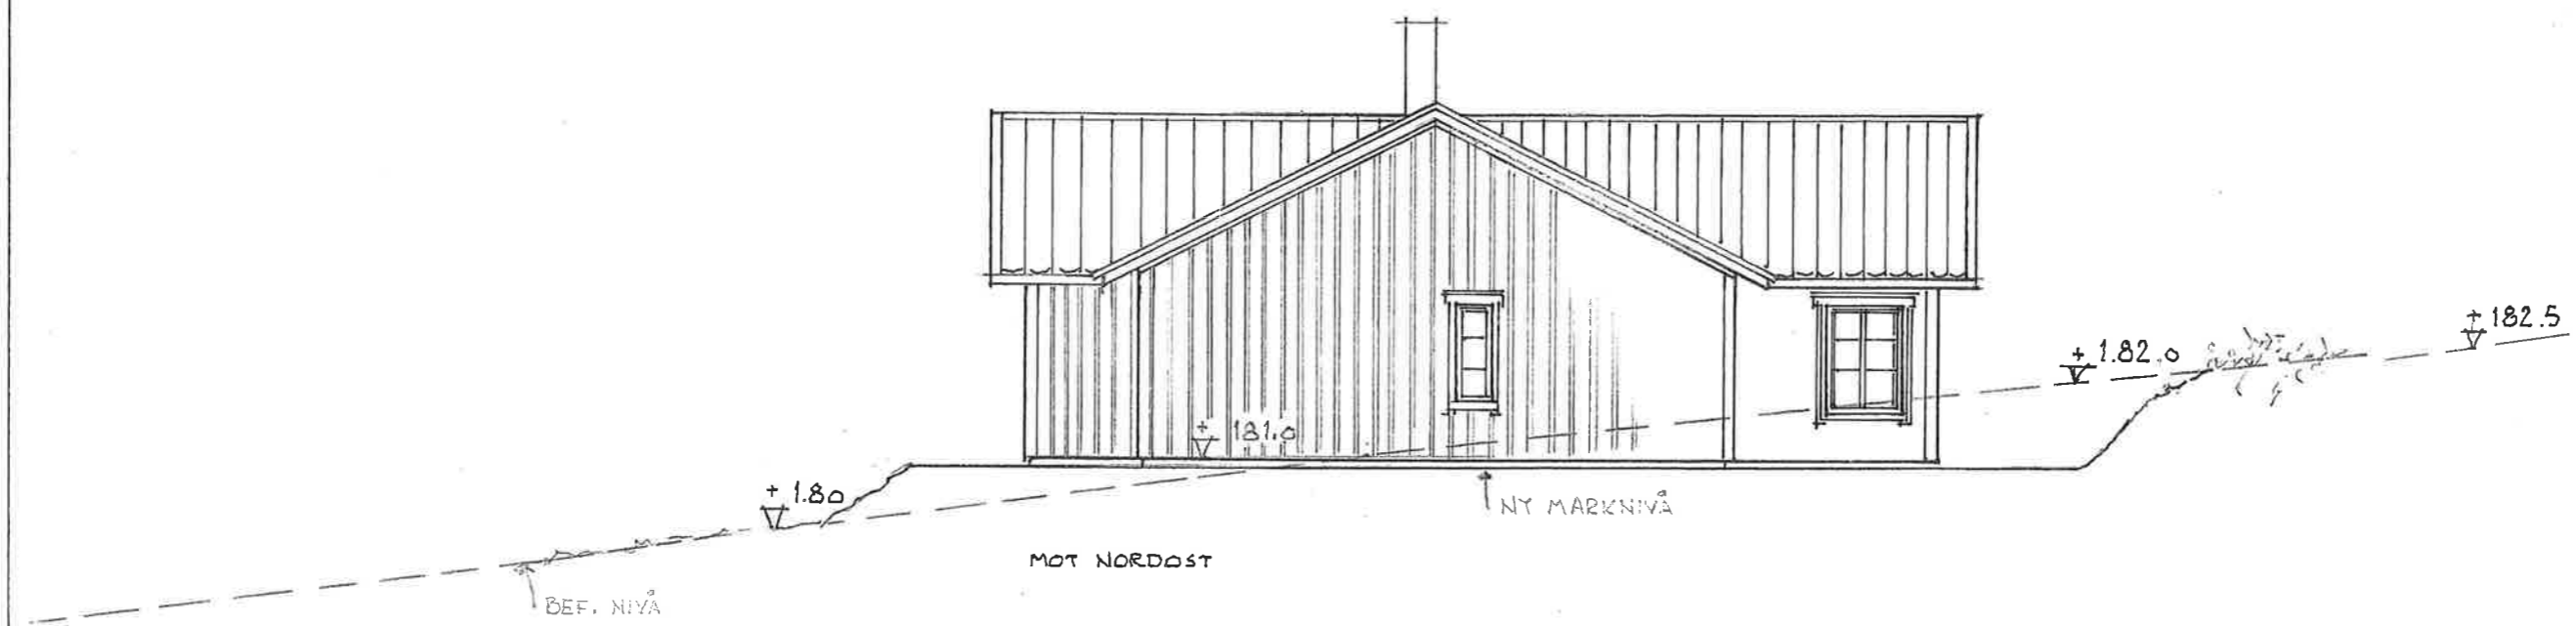 + 182.5
+ 1.82.0
+ 181.0
+ 1.80
NY MARKNIVÅ
MOT NORDOST
BEF. NIVÅ